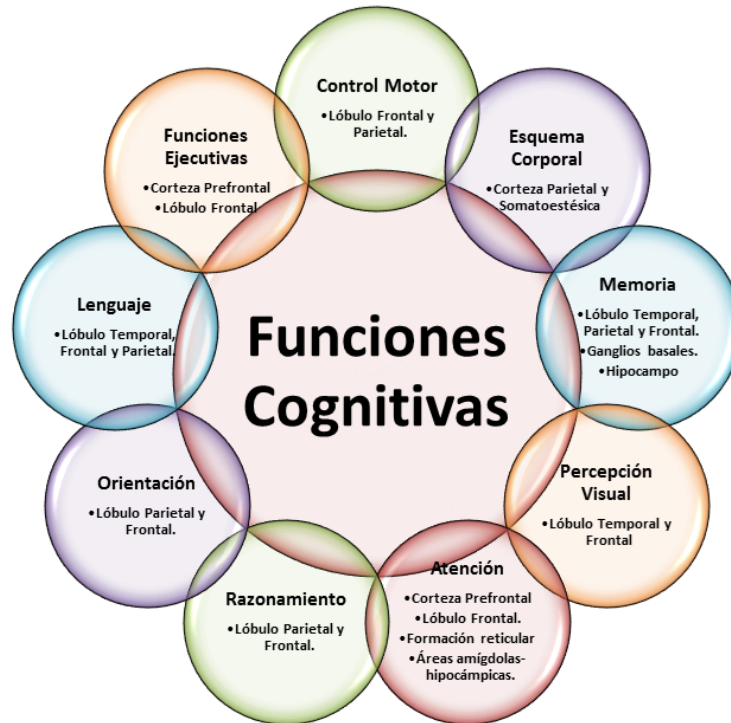 Control Motor
•Lóbulo Frontal y
Parietal.
Esquema
Corporal
•Corteza Parietal y
Somatoestésica
Memoria
•Lóbulo Temporal,
Parietal y Frontal.
•Ganglios basales.
•Hipocampo
Percepción
Visual
•Lóbulo Temporal y
Frontal
Atención
•Corteza Prefrontal
•Lóbulo Frontal.
•Formación reticular
•Áreas amígdolas-
hipocámpicas.
Razonamiento
•Lóbulo Parietal y
Frontal.
Orientación
•Lóbulo Parietal y
Frontal.
Lenguaje
•Lóbulo Temporal,
Frontal y Parietal.
Funciones
Ejecutivas
•Corteza Prefrontal
•Lóbulo Frontal
Funciones
Cognitivas